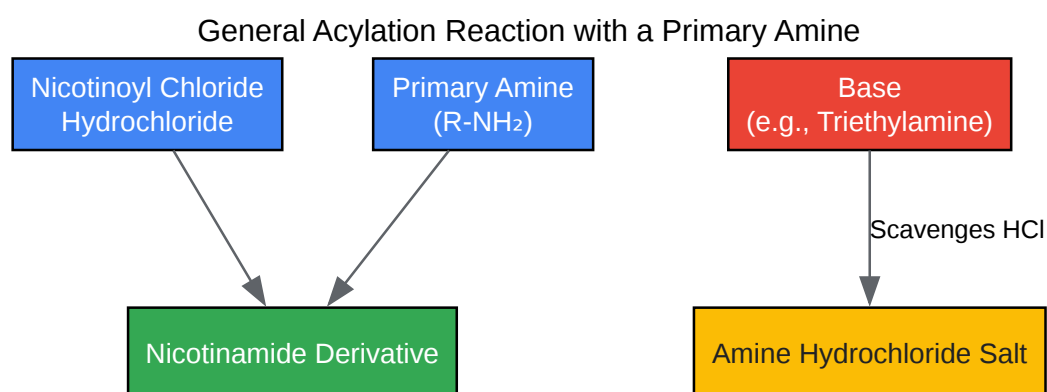 General Acylation Reaction with a Primary Amine
Nicotinoyl Chloride
Hydrochloride
Primary Amine
(R-NH₂)
Base
(e.g., Triethylamine)
Scavenges HCl
Nicotinamide Derivative
Amine Hydrochloride Salt